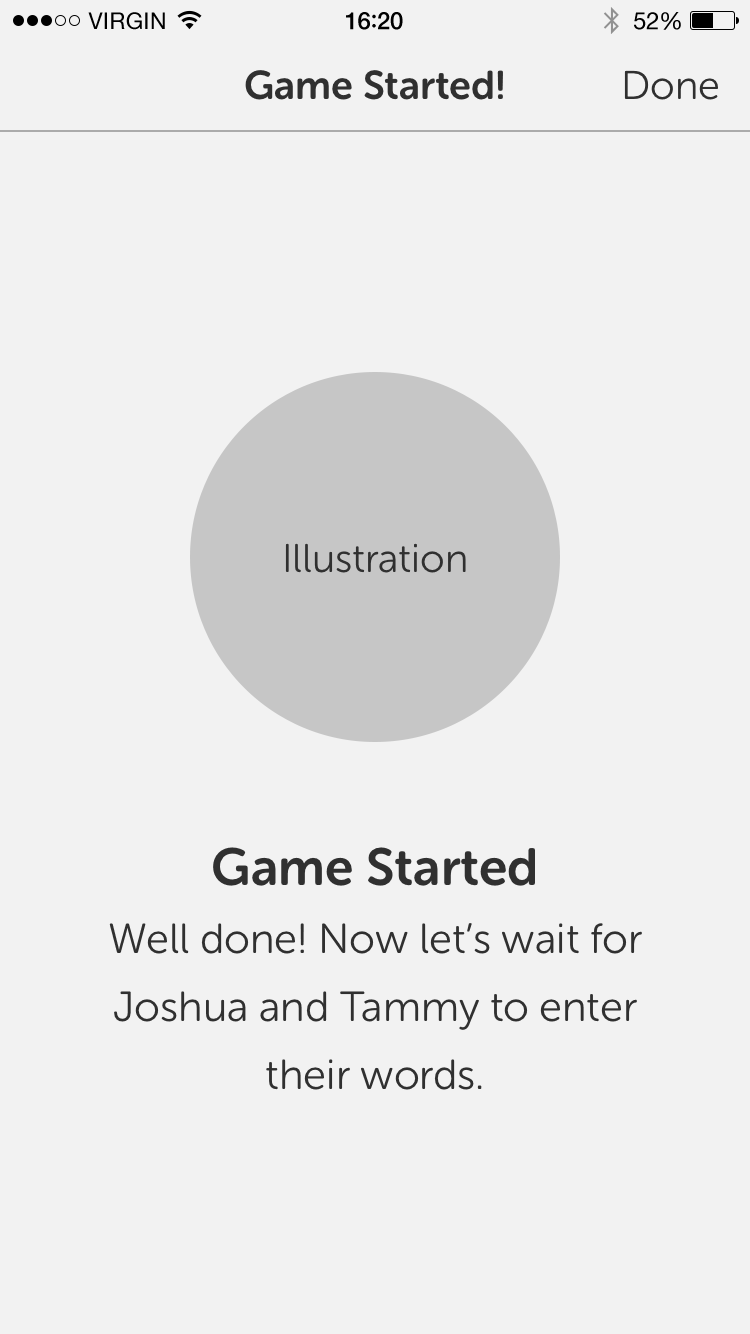 VIRGIN 16:20 52%
Game Started! Done
Illustration
Game Started
Well done! Now let’s wait for
Joshua and Tammy to enter
their words.